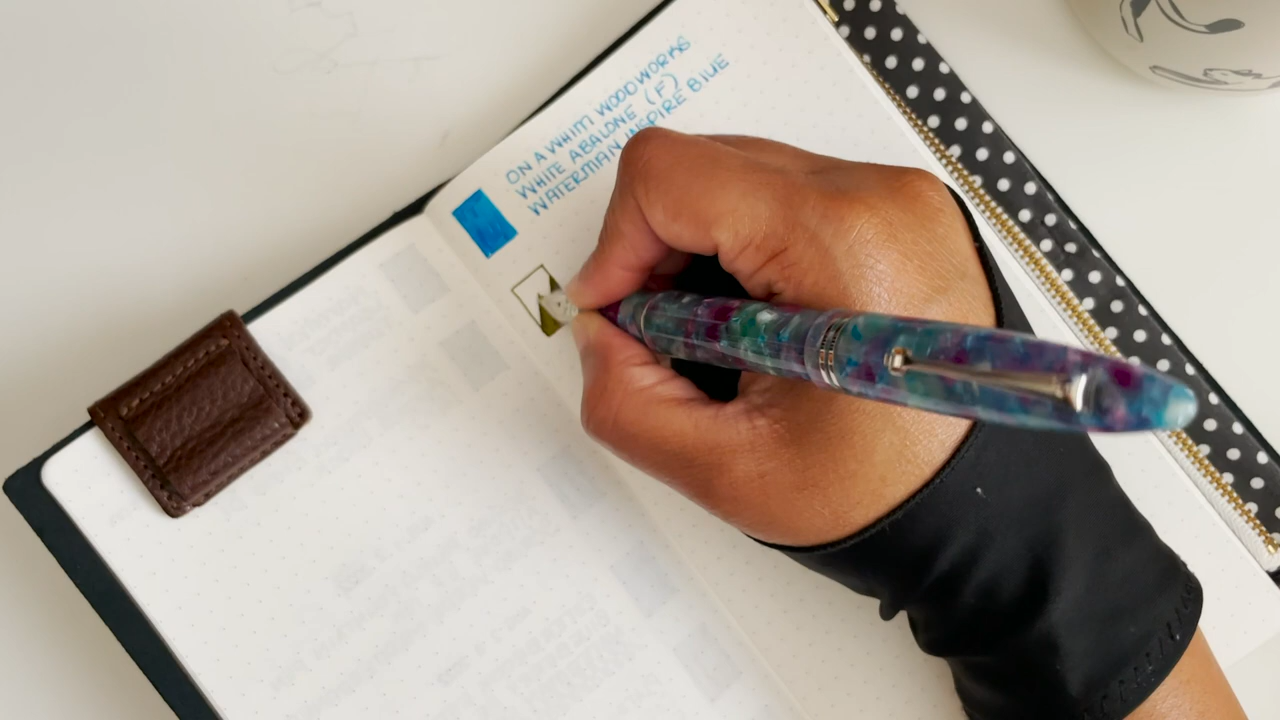 ON A WHIM WOODWORKS
WHITE ABALONE (F)
WATERMAN INSPIRE BLUE